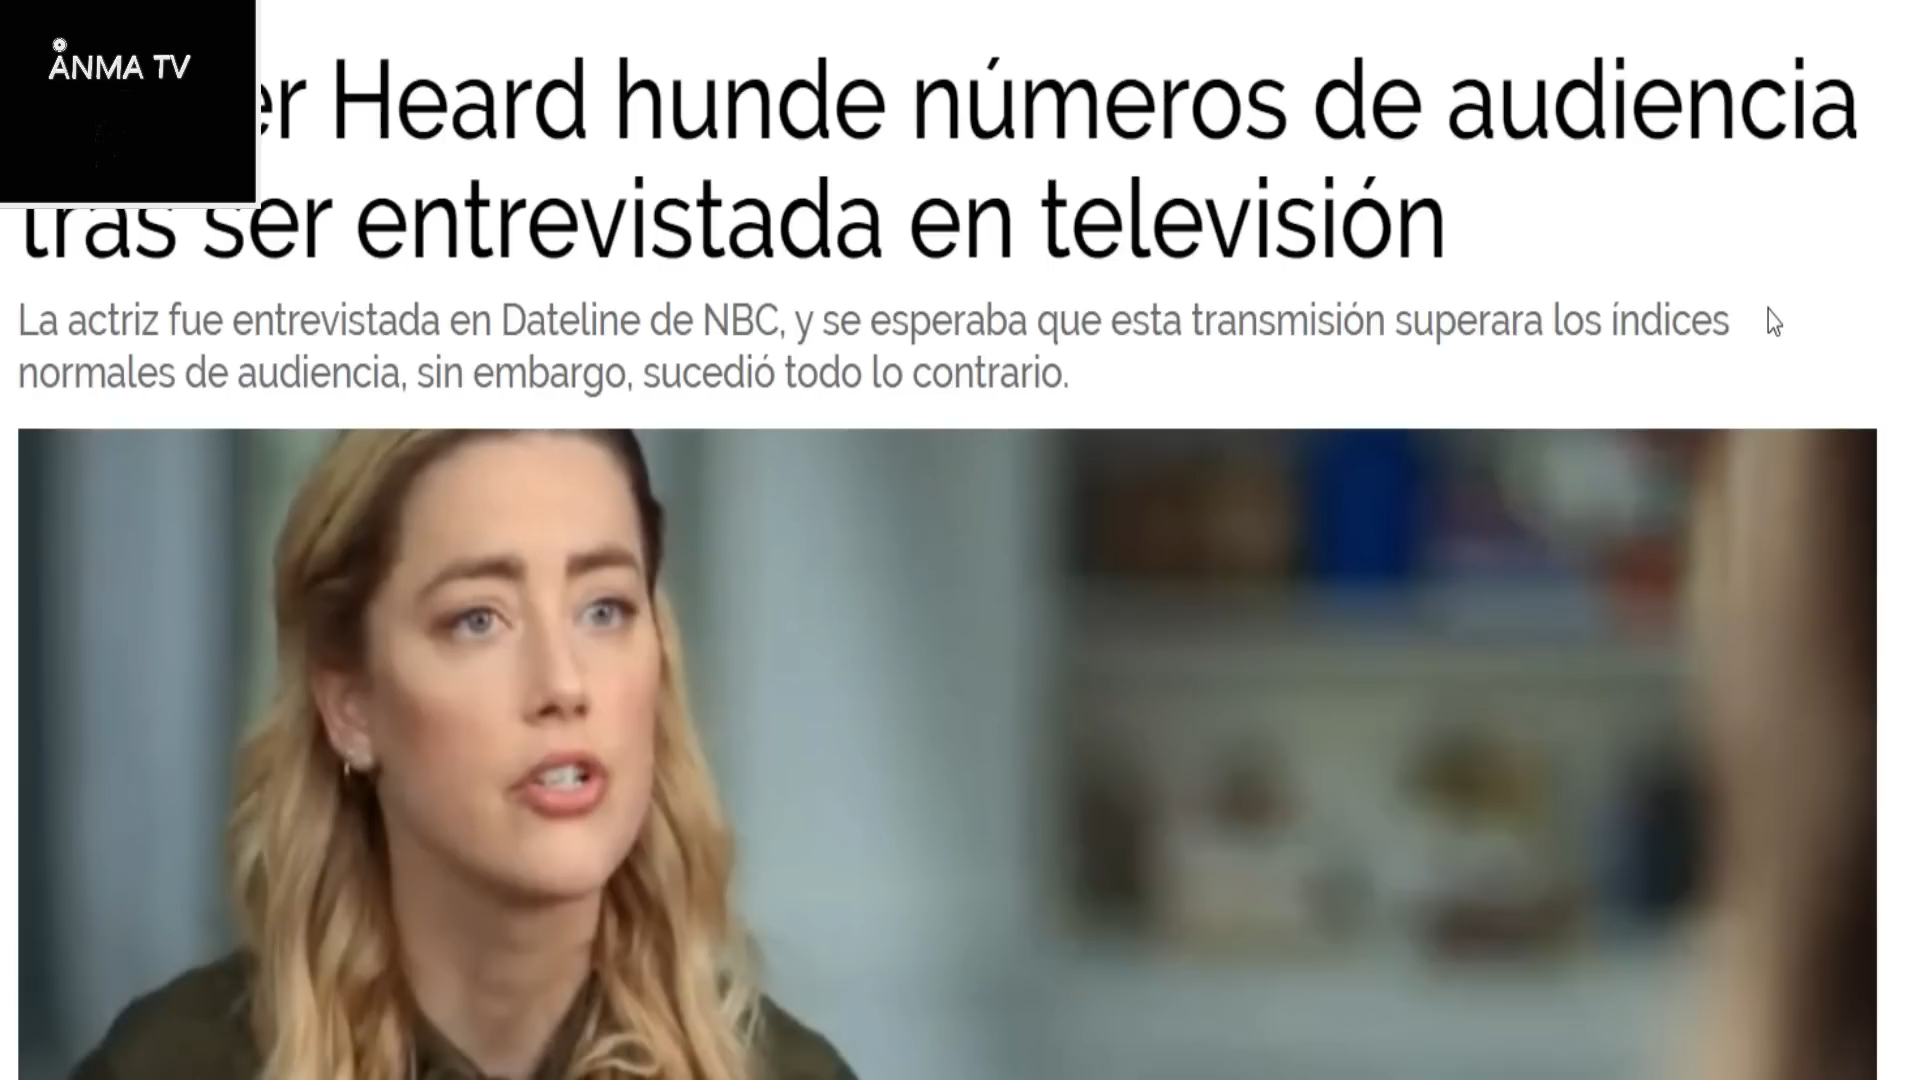 ANMA TV
er Heard hunde números de audiencia
tras ser entrevistada en televisión
La actriz fue entrevistada en Dateline de NBC, y se esperaba que esta transmisión superara los índices
normales de audiencia, sin embargo, sucedió todo lo contrario.